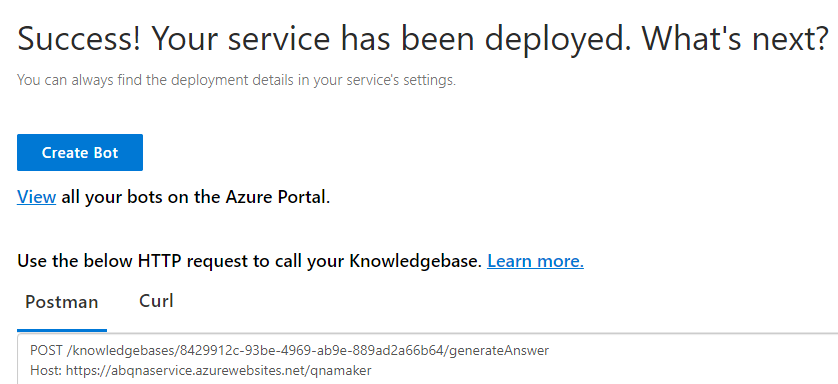 Success! Your service has been deployed. What's next?
You can always find the deployment details in your service's settings.
Create Bot
View all your bots on the Azure Portal.
Use the below HTTP request to call your Knowledgebase. Learn more.
Postman Curl
POST /knowledgebases/8429912c-93be-4969-ab9e-889ad2a66b64/generateAnswer
Host: https://abqnaservice.azurewebsites.net/qnamaker